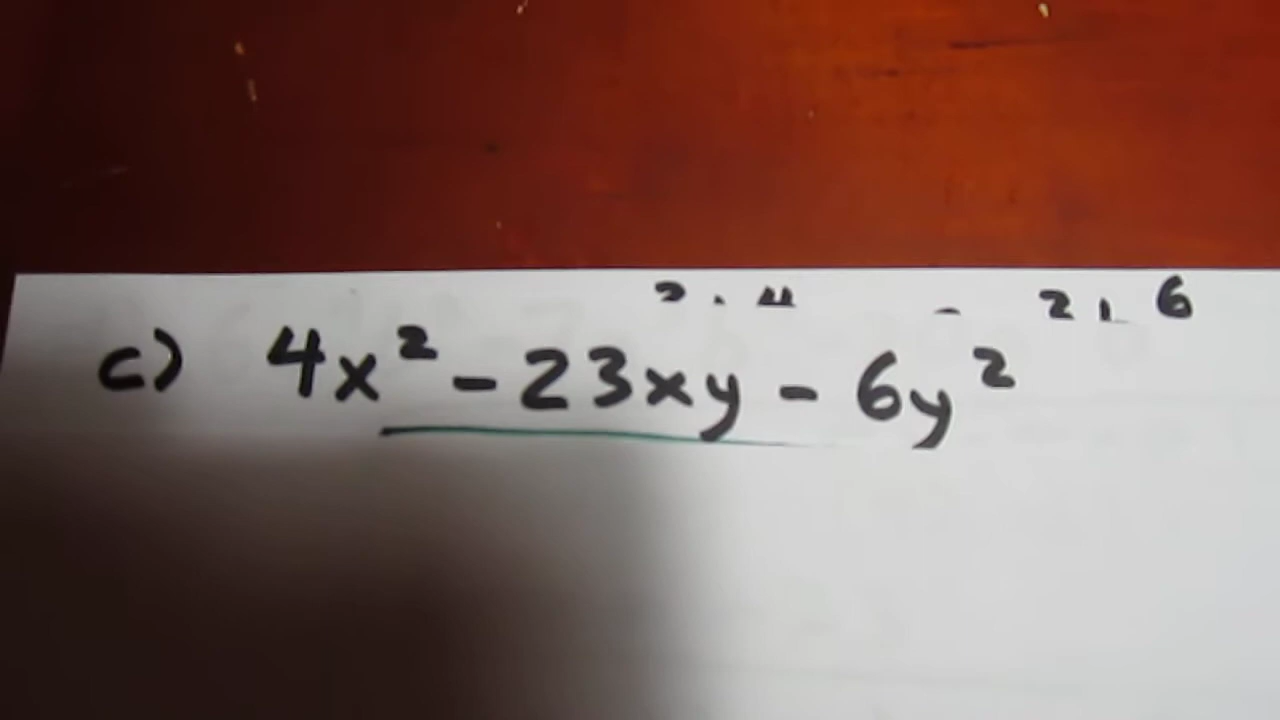 c) 4x² - 23xy - 6y²